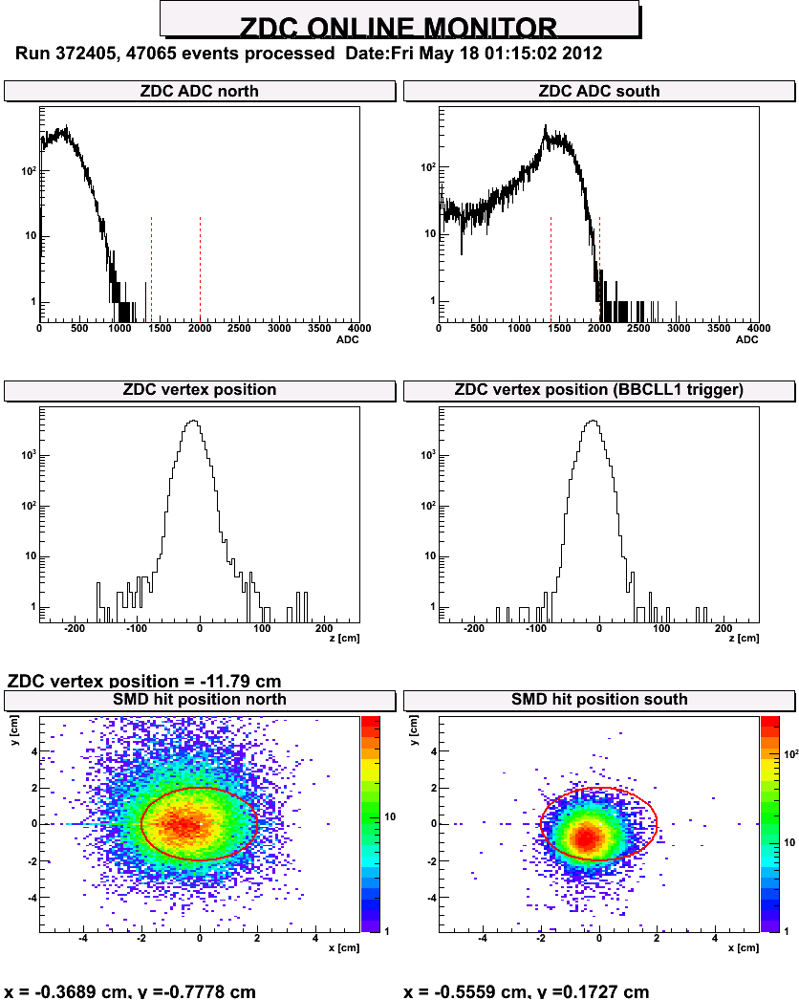 ZDC ONLINE MONITOR
Run 372405, 47065 events processed  Date:Fri May 18 01:15:02 2012
ZDC ADC north
ZDC ADC south
10²
10
1
0 500 1000 1500 2000 2500 3000 3500 4000
ADC
10²
10
1
0 500 1000 1500 2000 2500 3000 3500 4000
ADC
ZDC vertex position
ZDC vertex position (BBCLL1 trigger)
10³
10²
10
1
-200 -100 0 100 200
z [cm]
10³
10²
10
1
-200 -100 0 100 200
z [cm]
ZDC vertex position = -11.79 cm
SMD hit position north
SMD hit position south
y [cm]
4
2
0
-2
-4
-4 -2 0 2 4
x [cm]
10
1
y [cm]
4
2
0
-2
-4
-4 -2 0 2 4
x [cm]
10²
10
1
x = -0.3689 cm, y =-0.7778 cm
x = -0.5559 cm, y =0.1727 cm